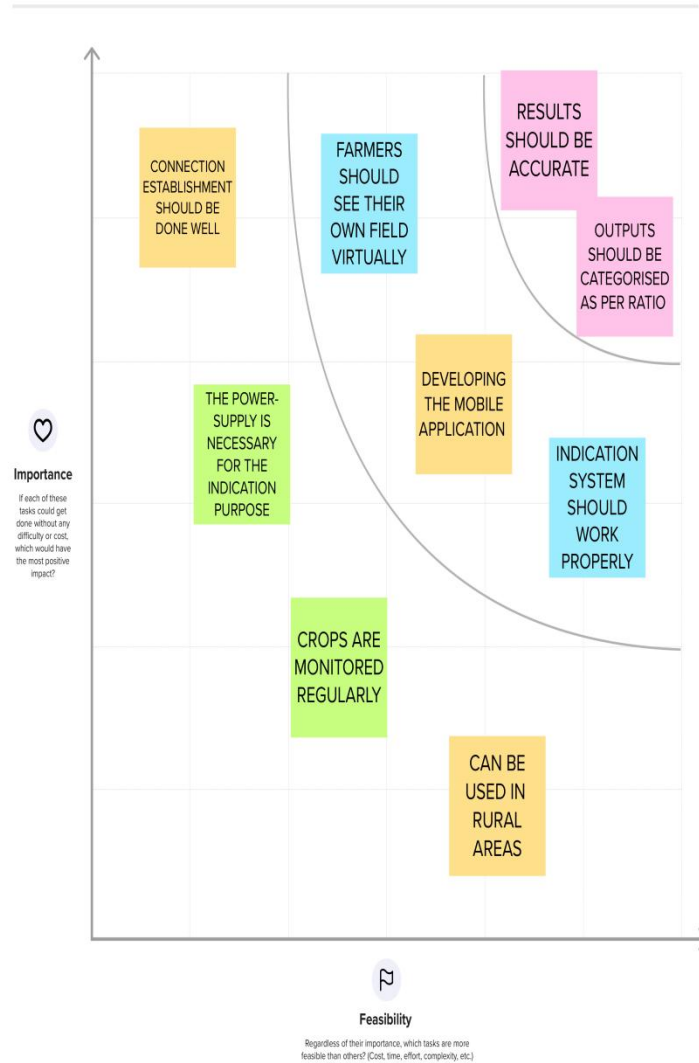 RESULTS
SHOULD BE
ACCURATE
CONNECTION
ESTABLISHMENT
SHOULD BE
DONE WELL
FARMERS
SHOULD
SEE THEIR
OWN FIELD
VIRTUALLY
OUTPUTS
SHOULD BE
CATEGORISED
AS PER RATIO
DEVELOPING
THE MOBILE
APPLICATION
THE POWER-
SUPPLY IS
NECESSARY
FOR THE
INDICATION
PURPOSE
INDICATION
SYSTEM
SHOULD
WORK
PROPERLY
Importance
If each of these
tasks could get
done without any
difficulty or cost,
which would have
the most positive
impact?
CROPS ARE
MONITORED
REGULARLY
CAN BE
USED IN
RURAL
AREAS
Feasibility
Regardless of their importance, which tasks are more
feasible than others? (Cost, time, effort, complexity, etc.)